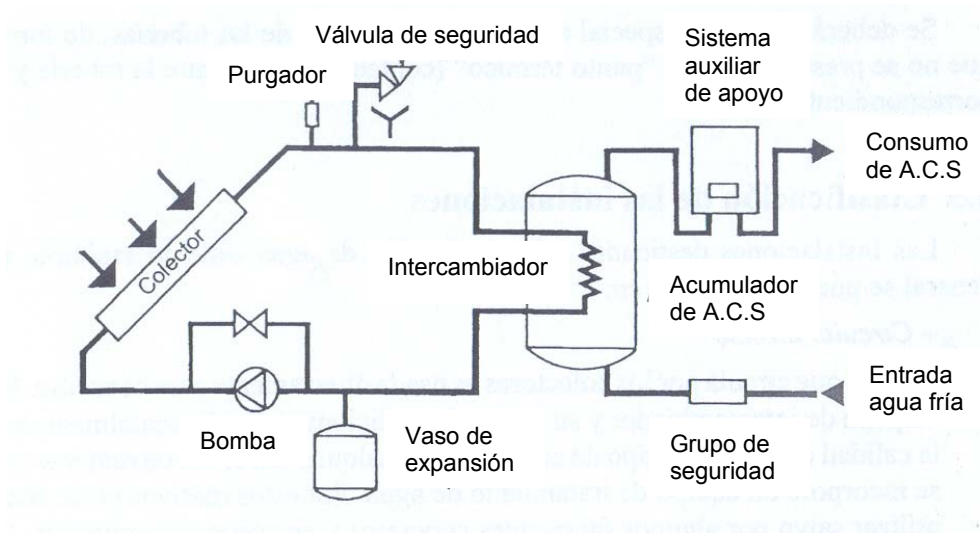 Válvula de seguridad
Purgador
Sistema
auxiliar
de apoyo
Consumo
de A.C.S
Colector
Intercambiador
Acumulador
de A.C.S
Entrada
agua fría
Bomba
Vaso de
expansión
Grupo de
seguridad